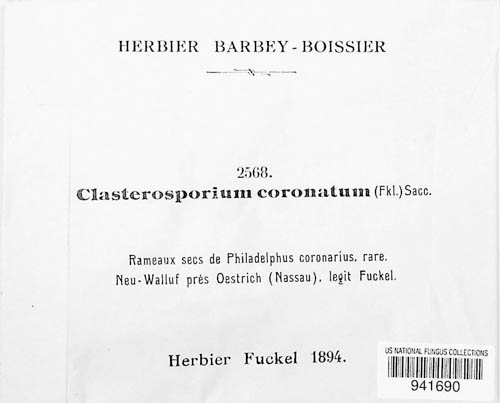 HERBIER BARBEY-BOISSIER
2568.
Clasterosporium coronatum (Fkl.) Sacc.
Rameaux secs de Philadelphus coronarius, rare.
Neu-Walluf près Oestrich (Nassau), legit Fuckel.
Herbier Fuckel 1894.
US NATIONAL FUNGUS COLLECTIONS
941690